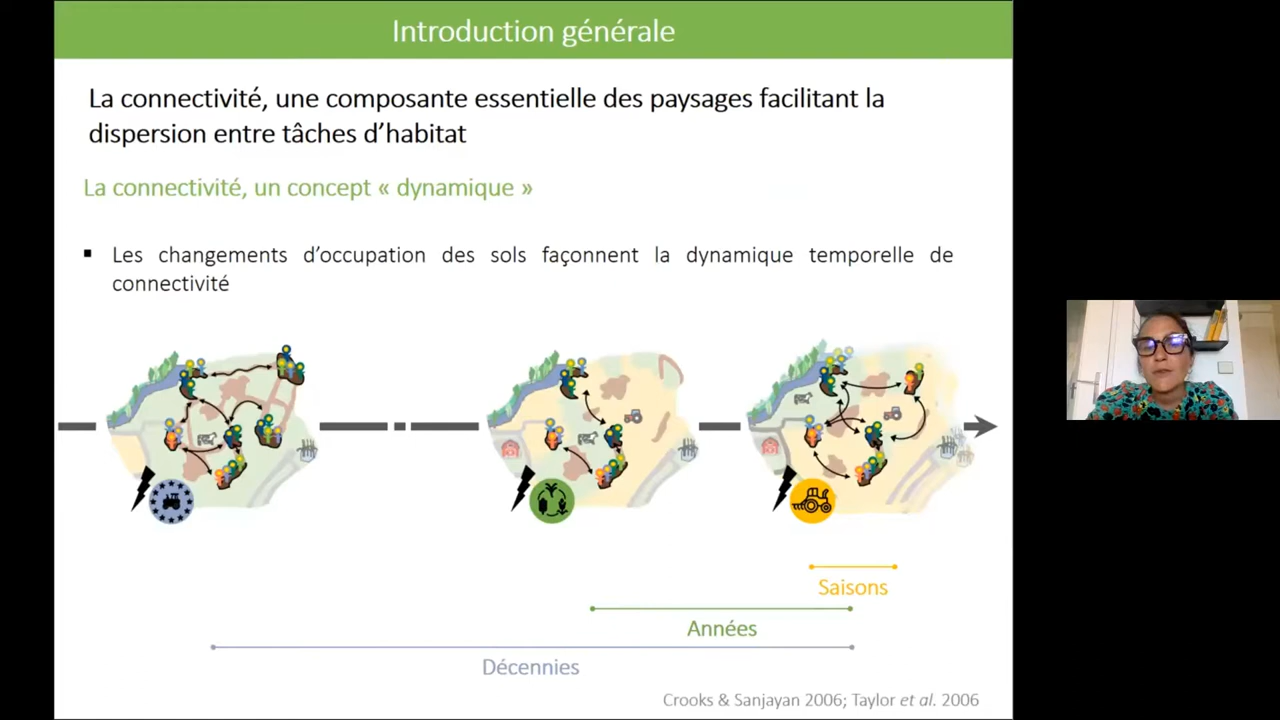 Introduction générale
La connectivité, une composante essentielle des paysages facilitant la
dispersion entre tâches d’habitat
La connectivité, un concept « dynamique »
▪ Les changements d’occupation des sols façonnent la dynamique temporelle de
connectivité
Saisons
Années
Décennies
Crooks & Sanjayan 2006; Taylor et al. 2006